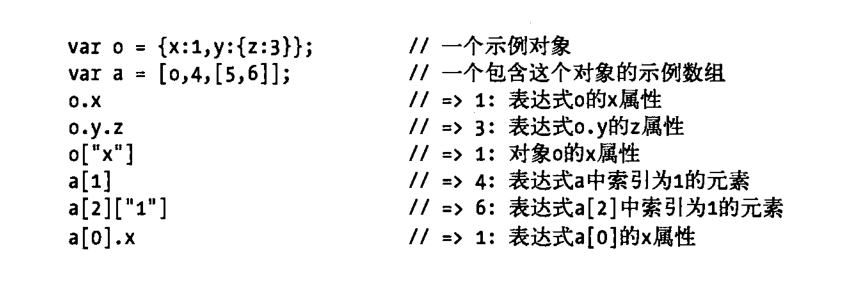 var o = {x:1,y:{z:3}}; // 一个示例对象
var a = [o,4,[5,6]]; // 一个包含这个对象的示例数组
o.x // => 1: 表达式o的x属性
o.y.z // => 3: 表达式o.y的z属性
o["x"] // => 1: 对象o的x属性
a[1] // => 4: 表达式a中索引为1的元素
a[2]["1"] // => 6: 表达式a[2]中索引为1的元素
a[0].x // => 1: 表达式a[0]的x属性